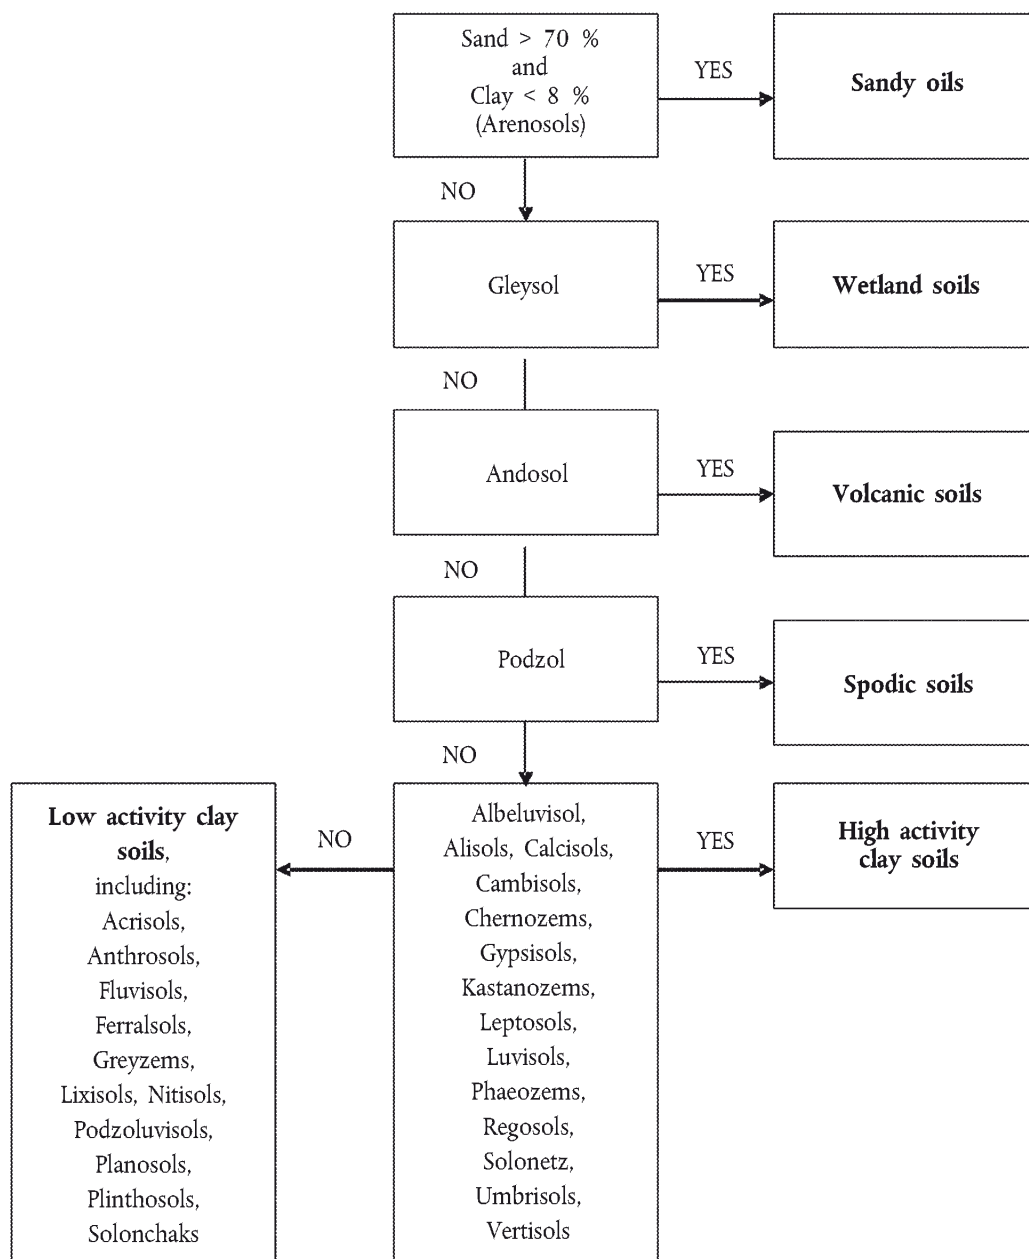 Sand > 70 %
and
Clay < 8 %
(Arenosols)
YES
Sandy oils
NO
Gleysol
YES
Wetland soils
NO
Andosol
YES
Volcanic soils
NO
Podzol
YES
Spodic soils
NO
Low activity clay
soils,
including:
Acrisols,
Anthrosols,
Fluvisols,
Ferralsols,
Greyzems,
Lixisols, Nitisols,
Podzoluvisols,
Planosols,
Plinthosols,
Solonchaks
NO
Albeluvisol,
Alisols, Calcisols,
Cambisols,
Chernozems,
Gypsisols,
Kastanozems,
Leptosols,
Luvisols,
Phaeozems,
Regosols,
Solonetz,
Umbrisols,
Vertisols
YES
High activity
clay soils